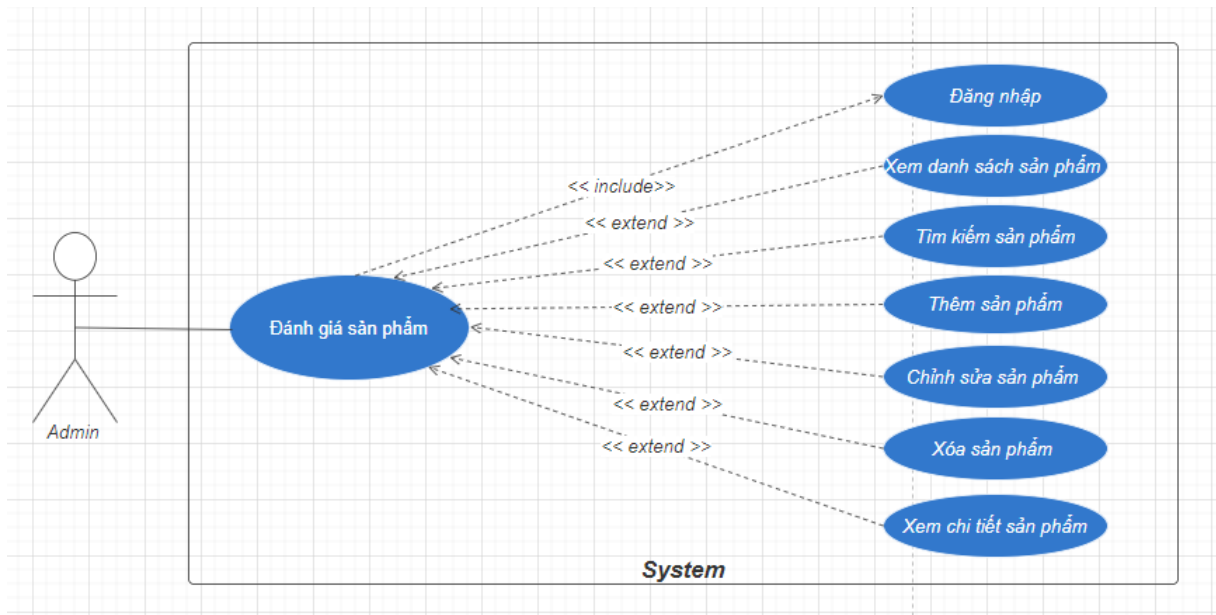 Đăng nhập
Xem danh sách sản phẩm
<< include>>
<< extend >>
Tìm kiếm sản phẩm
<< extend >>
Thêm sản phẩm
<< extend >>
Đánh giá sản phẩm
<< extend >>
Chỉnh sửa sản phẩm
<< extend >>
Admin
<< extend >>
Xóa sản phẩm
Xem chi tiết sản phẩm
System